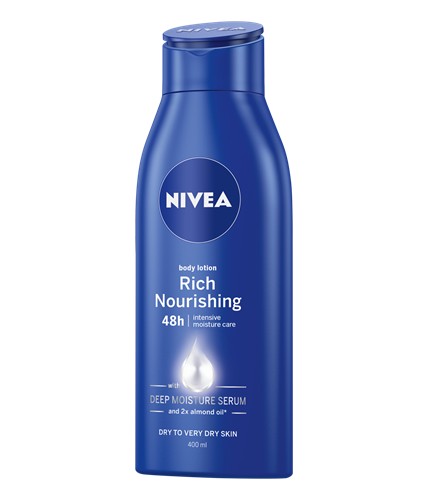 NIVEA
NIVEA
body lotion
Rich
Nourishing
48h | intensive
moisture care
with
DEEP MOISTURE SERUM
and 2x almond oil*
DRY TO VERY DRY SKIN
400 ml